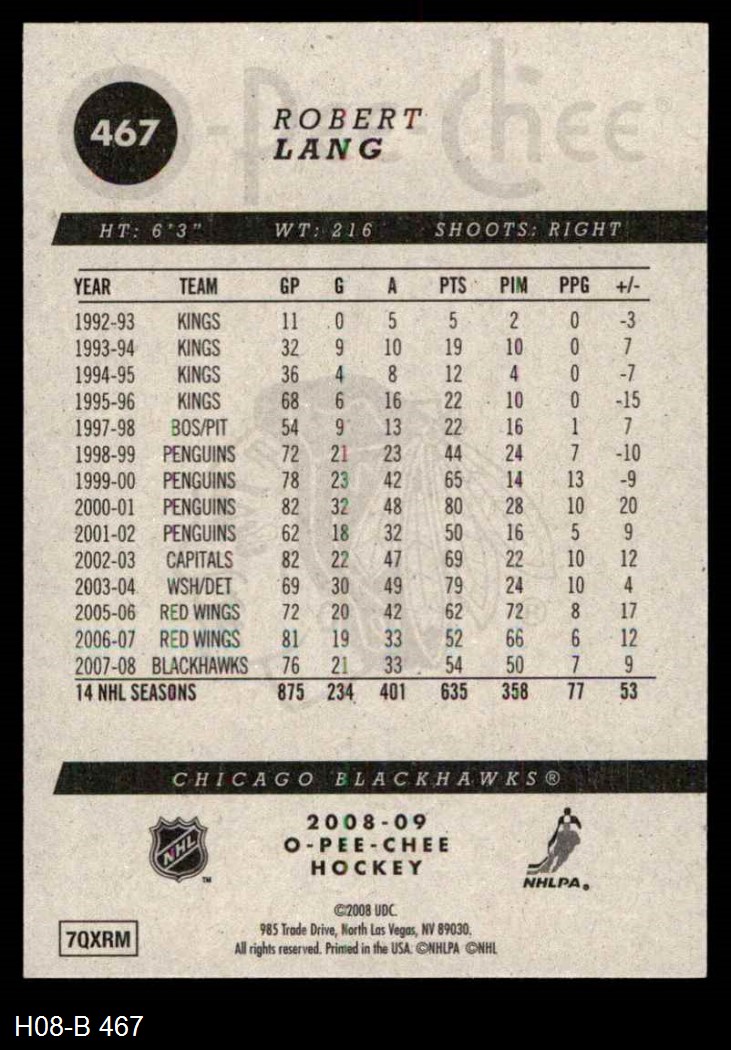 O-Pee-Chee®
467
ROBERT
LANG
HT: 6'3" WT: 216 SHOOTS: RIGHT
YEAR TEAM GP G A PTS PIM PPG +/-
1992-93 KINGS 11 0 5 5 2 0 -3
1993-94 KINGS 32 9 10 19 10 0 7
1994-95 KINGS 36 4 8 12 4 0 -7
1995-96 KINGS 68 6 16 22 10 0 -15
1997-98 BOS/PIT 54 9 13 22 16 1 7
1998-99 PENGUINS 72 21 23 44 24 7 -10
1999-00 PENGUINS 78 23 42 65 14 13 -9
2000-01 PENGUINS 82 32 48 80 28 10 20
2001-02 PENGUINS 62 18 32 50 16 5 9
2002-03 CAPITALS 82 22 47 69 22 10 12
2003-04 WSH/DET 69 30 49 79 24 10 4
2005-06 RED WINGS 72 20 42 62 72 8 17
2006-07 RED WINGS 81 19 33 52 66 6 12
2007-08 BLACKHAWKS 76 21 33 54 50 7 9
14 NHL SEASONS 875 234 401 635 358 77 53
CHICAGO BLACKHAWKS®
NHL
TM
2008-09
O-PEE-CHEE
HOCKEY
NHLPA®
©2008 UDC.
985 Trade Drive, North Las Vegas, NV 89030.
All rights reserved. Printed in the USA. ©NHLPA ©NHL
7QXRM
H08-B 467